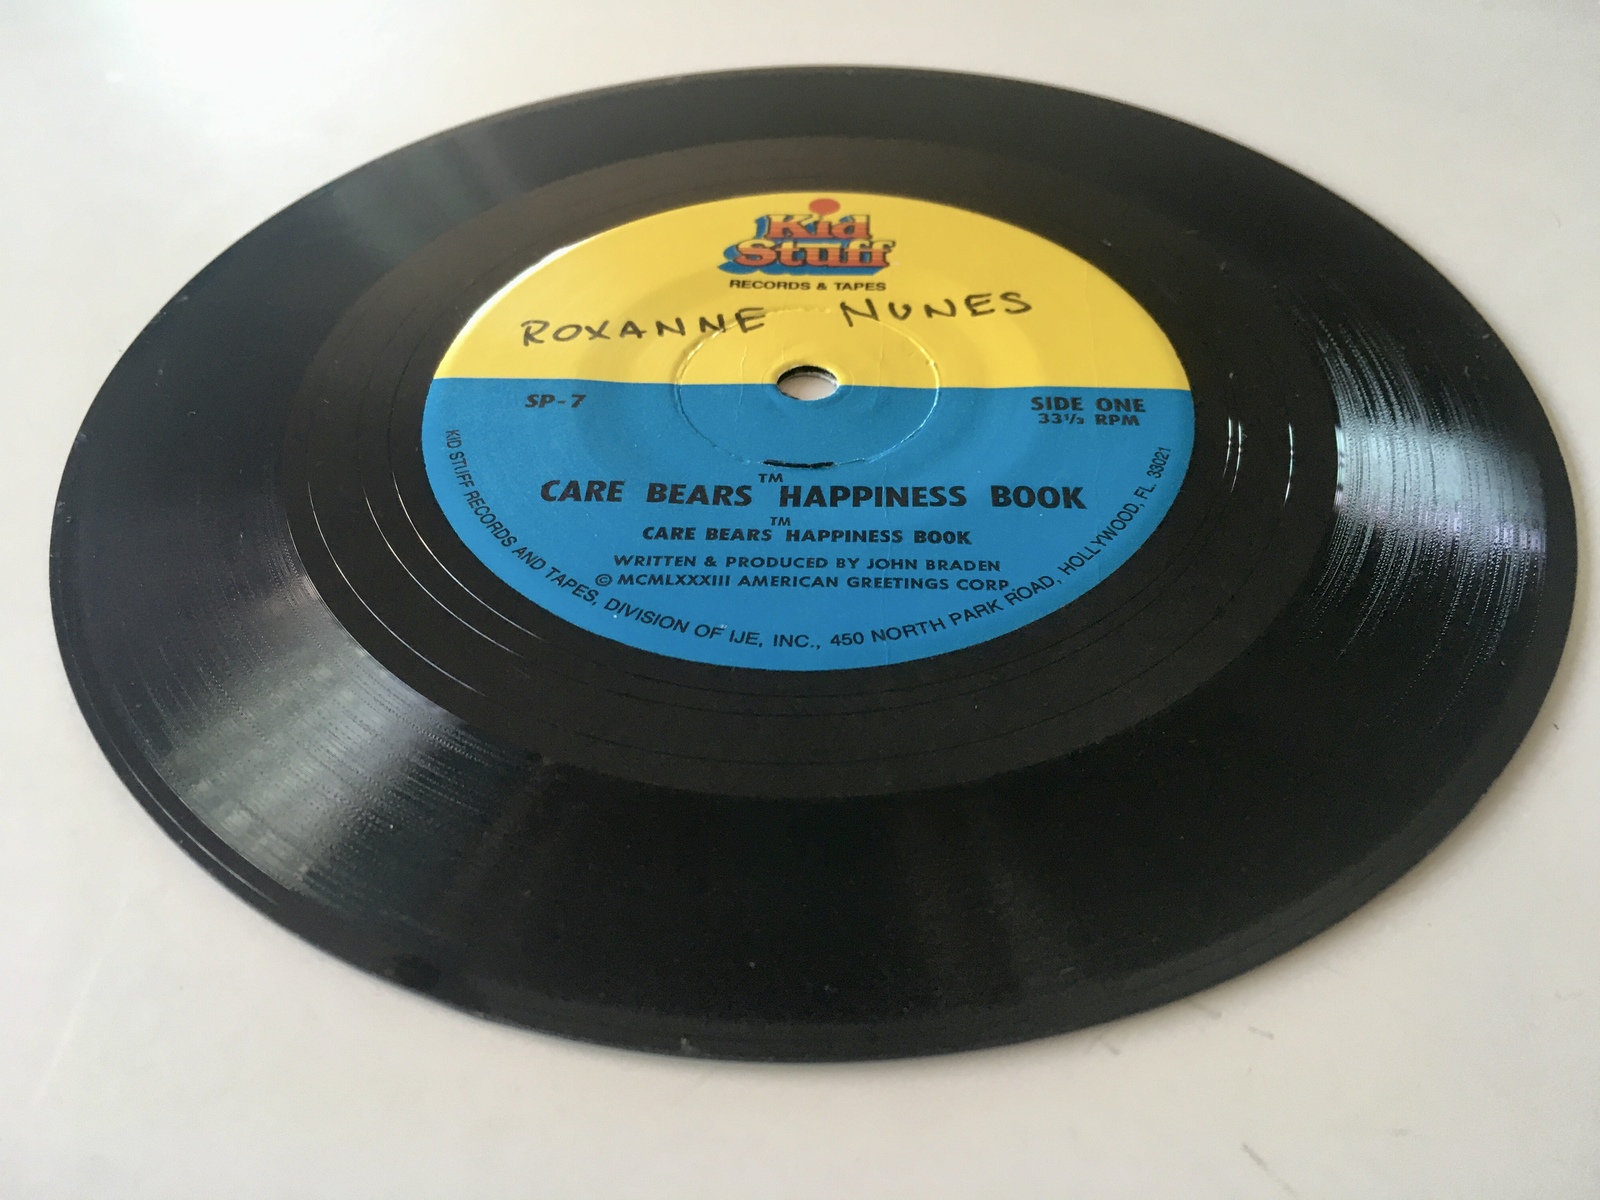 Kid
Stuff
RECORDS & TAPES
ROXANNE NUNES
SP-7
SIDE ONE
33⅓ RPM
CARE BEARS™ HAPPINESS BOOK
CARE BEARS™ HAPPINESS BOOK
WRITTEN & PRODUCED BY JOHN BRADEN
© MCMLXXXIII AMERICAN GREETINGS CORP.
KID STUFF RECORDS AND TAPES, DIVISION OF IJE, INC., 450 NORTH PARK ROAD, HOLLYWOOD, FL. 33021